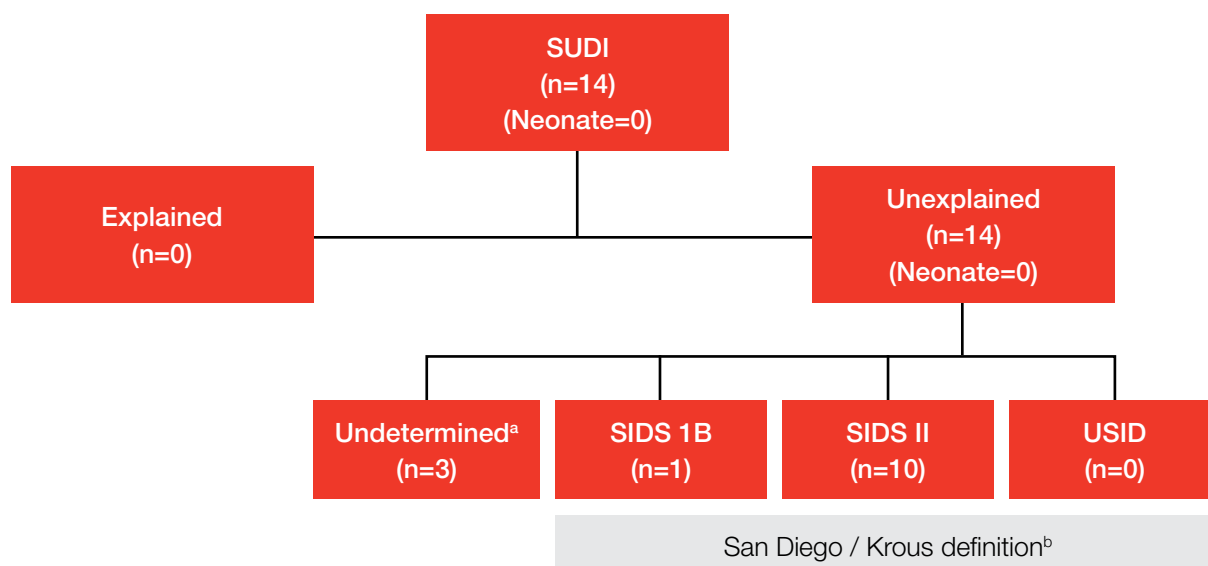 SUDI
(n=14)
(Neonate=0)
Explained
(n=0)
Unexplained
(n=14)
(Neonate=0)
Undeterminedᵃ
(n=3)
SIDS 1B
(n=1)
SIDS II
(n=10)
USID
(n=0)
San Diego / Krous definitionᵇ